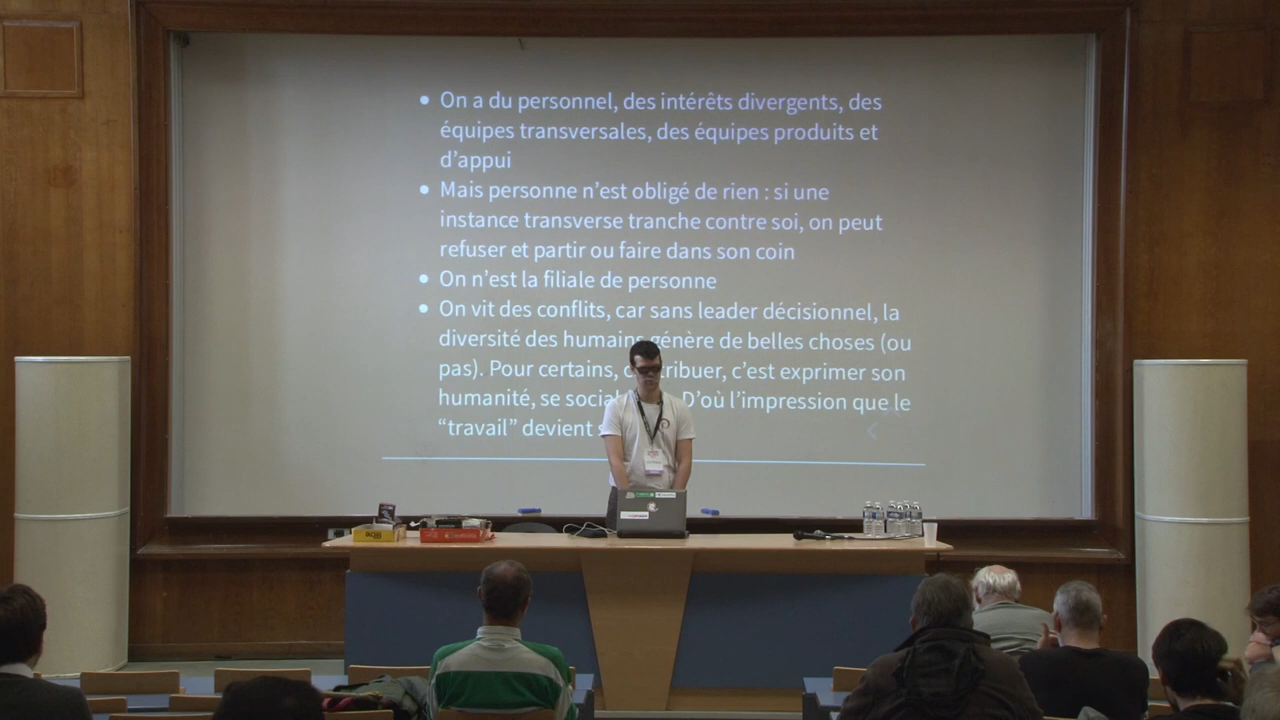 • On a du personnel, des intérêts divergents, des
équipes transversales, des équipes produits et
d'appui
• Mais personne n'est obligé de rien : si une
instance transverse tranche contre soi, on peut
refuser et partir ou faire dans son coin
• On n'est la filiale de personne
• On vit des conflits, car sans leader décisionnel, la
diversité des humains génère de belles choses (ou
pas). Pour certains, c'est exprimer son
humanité, se D'où l'impression que le
“travail” devient